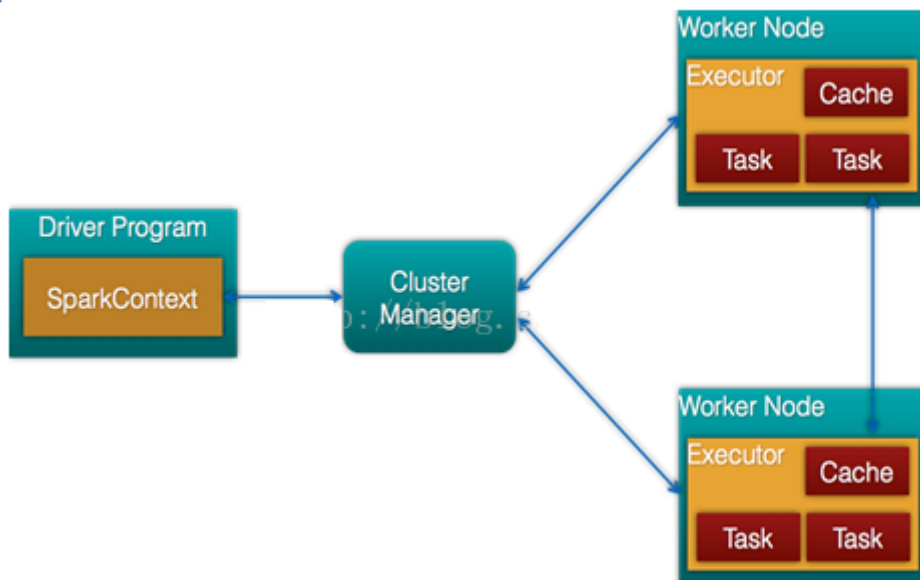 Worker Node
Executor
Cache
Task Task
Driver Program
SparkContext
Cluster
Manager
Worker Node
Executor
Cache
Task Task